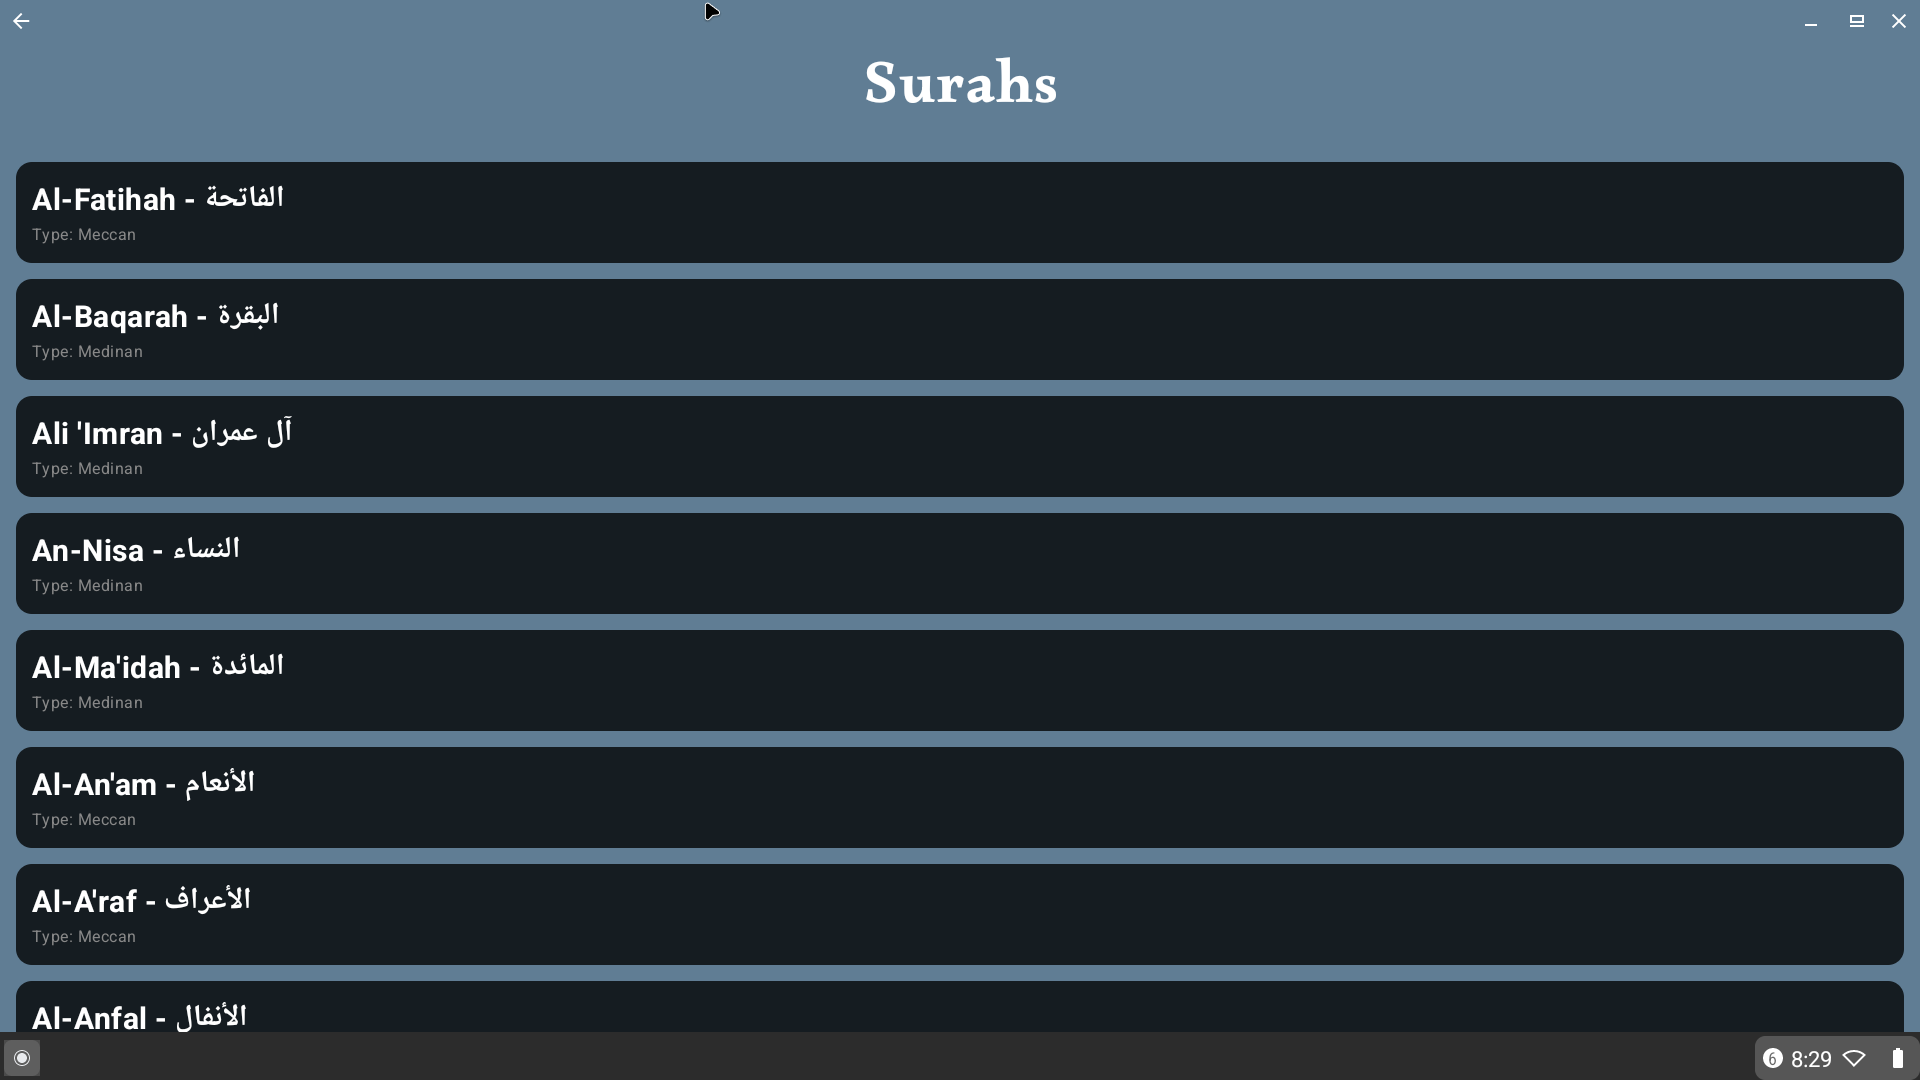 Surahs
Al-Fatihah - الفاتحة
Type: Meccan
Al-Baqarah - البقرة
Type: Medinan
Ali 'Imran - آل عمران
Type: Medinan
An-Nisa - النساء
Type: Medinan
Al-Ma'idah - المائدة
Type: Medinan
Al-An'am - الأنعام
Type: Meccan
Al-A'raf - الأعراف
Type: Meccan
Al-Anfal - الأنفال
6 8:29